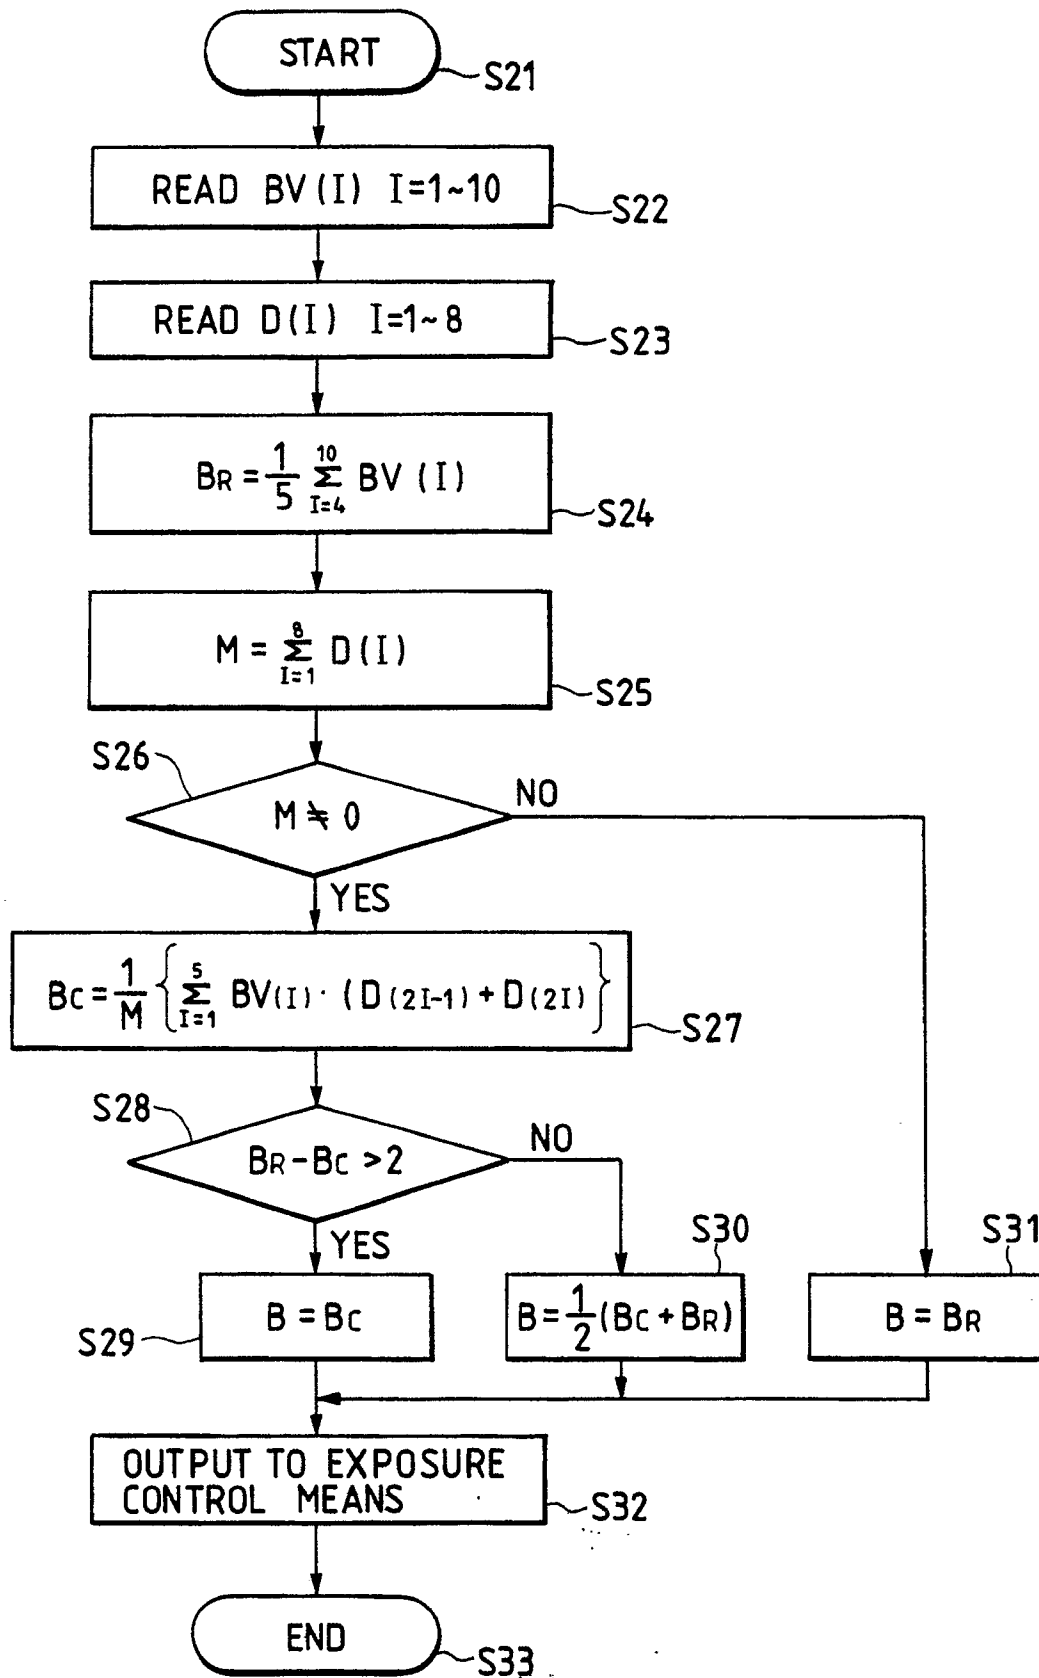 START
S21
READ BV(I) I=1~10
S22
READ D(I) I=1~8
S23
BR = 1/5 Σ I=4 10 BV (I)
S24
M = Σ I=1 8 D(I)
S25
S26
M ≠ 0
NO
YES
BC = 1/M { Σ I=1 5 BV(I) · (D(2I-1) + D(2I) }
S27
S28
BR - BC > 2
NO
YES
S30
S31
B = BC
B = 1/2 (BC + BR)
B = BR
S29
OUTPUT TO EXPOSURE
CONTROL MEANS
S32
END
S33